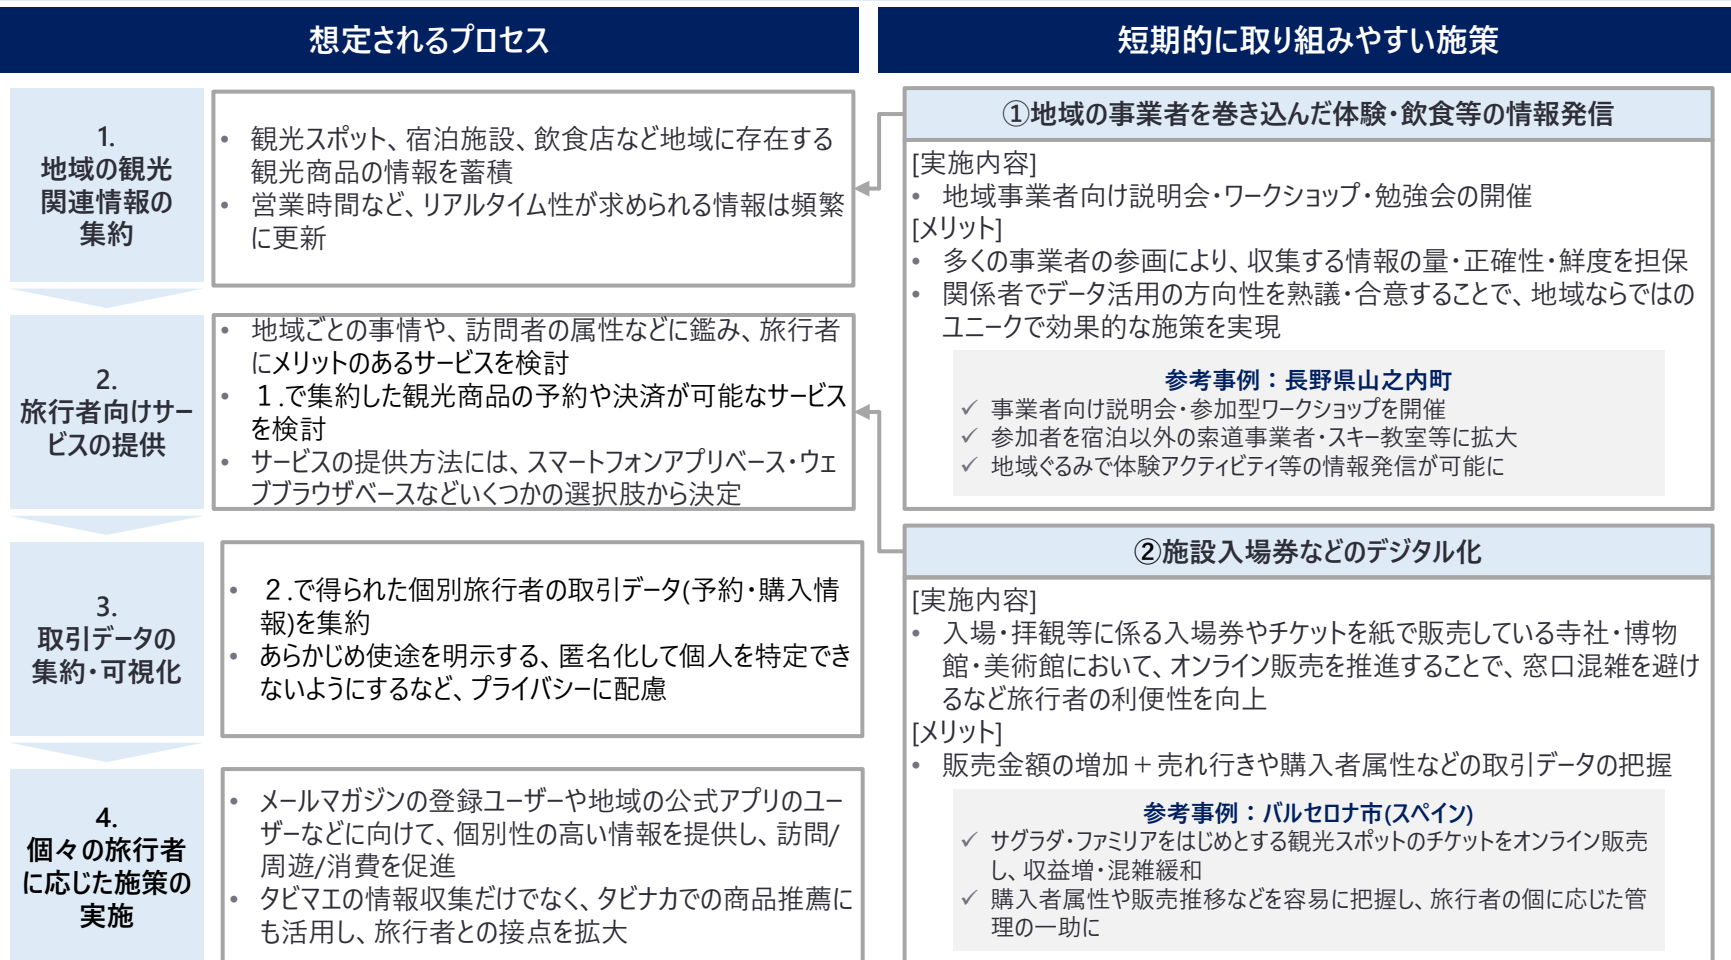 想定されるプロセス
1.
地域の観光
関連情報の
集約
• 観光スポット、宿泊施設、飲食店など地域に存在する
観光商品の情報を蓄積
• 営業時間など、リアルタイム性が求められる情報は頻繁
に更新
2.
旅行者向けサー
ビスの提供
• 地域ごとの事情や、訪問者の属性などに鑑み、旅行者
にメリットのあるサービスを検討
• １.で集約した観光商品の予約や決済が可能なサービス
を検討
• サービスの提供方法には、スマートフォンアプリベース・ウェ
ブブラウザベースなどいくつかの選択肢から決定
3.
取引データの
集約・可視化
• ２.で得られた個別旅行者の取引データ(予約・購入情
報)を集約
• あらかじめ使途を明示する、匿名化して個人を特定でき
ないようにするなど、プライバシーに配慮
4.
個々の旅行者
に応じた施策の
実施
• メールマガジンの登録ユーザーや地域の公式アプリのユー
ザーなどに向けて、個別性の高い情報を提供し、訪問/
周遊/消費を促進
• タビマエの情報収集だけでなく、タビナカでの商品推薦に
も活用し、旅行者との接点を拡大
短期的に取り組みやすい施策
①地域の事業者を巻き込んだ体験・飲食等の情報発信
[実施内容]
• 地域事業者向け説明会・ワークショップ・勉強会の開催
[メリット]
• 多くの事業者の参画により、収集する情報の量・正確性・鮮度を担保
• 関係者でデータ活用の方向性を熟議・合意することで、地域ならではの
ユニークで効果的な施策を実現
参考事例：長野県山之内町
✓ 事業者向け説明会・参加型ワークショップを開催
✓ 参加者を宿泊以外の索道事業者・スキー教室等に拡大
✓ 地域ぐるみで体験アクティビティ等の情報発信が可能に
②施設入場券などのデジタル化
[実施内容]
• 入場・拝観等に係る入場券やチケットを紙で販売している寺社・博物
館・美術館において、オンライン販売を推進することで、窓口混雑を避け
るなど旅行者の利便性を向上
[メリット]
• 販売金額の増加＋売れ行きや購入者属性などの取引データの把握
参考事例：バルセロナ市(スペイン)
✓ サグラダ・ファミリアをはじめとする観光スポットのチケットをオンライン販売
し、収益増・混雑緩和
✓ 購入者属性や販売推移などを容易に把握し、旅行者の個に応じた管
理の一助に